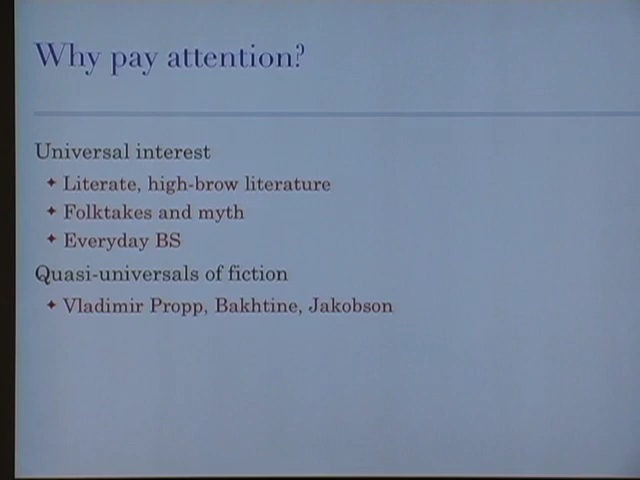 Why pay attention?
Universal interest
✦ Literate, high-brow literature
✦ Folktakes and myth
✦ Everyday BS
Quasi-universals of fiction
✦ Vladimir Propp, Bakhtine, Jakobson